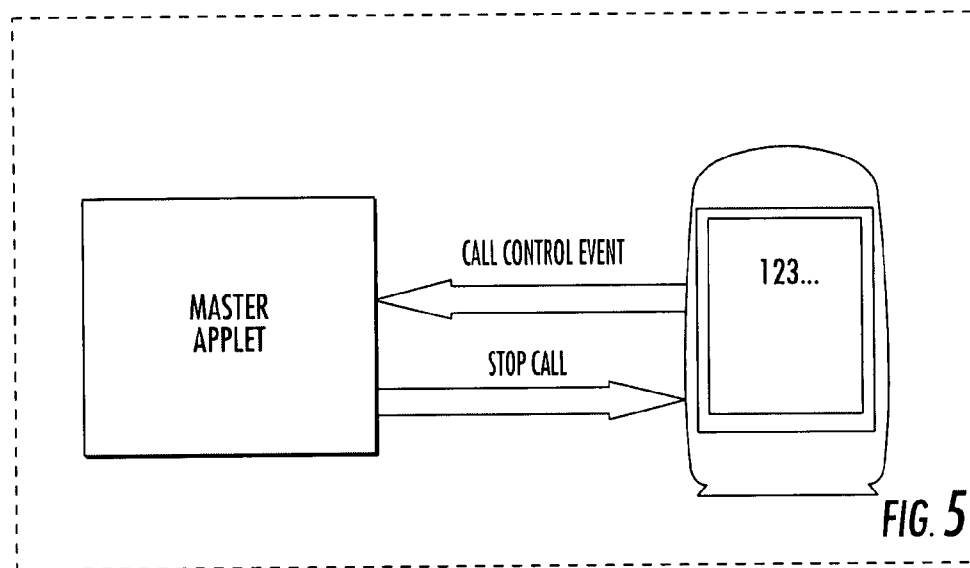 CALL CONTROL EVENT
123...
MASTER
APPLET
STOP CALL
FIG. 5